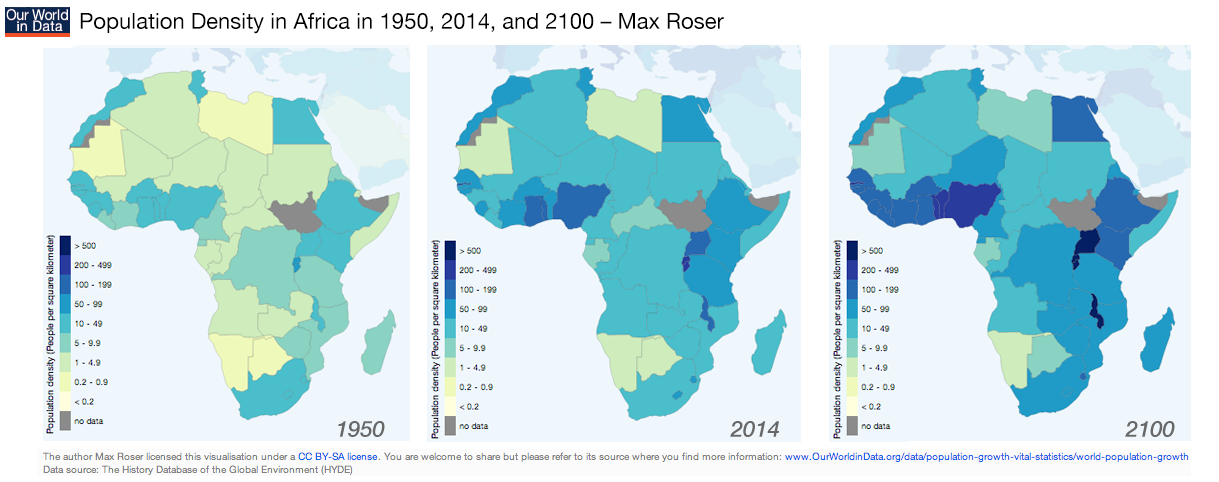 Our World
in Data
Population Density in Africa in 1950, 2014, and 2100 – Max Roser
Population density (People per square kilometer)
> 500
200 - 499
100 - 199
50 - 99
10 - 49
5 - 9.9
1 - 4.9
0.2 - 0.9
< 0.2
no data
1950
Population density (People per square kilometer)
> 500
200 - 499
100 - 199
50 - 99
10 - 49
5 - 9.9
1 - 4.9
0.2 - 0.9
< 0.2
no data
2014
Population density (People per square kilometer)
> 500
200 - 499
100 - 199
50 - 99
10 - 49
5 - 9.9
1 - 4.9
0.2 - 0.9
< 0.2
no data
2100
The author Max Roser licensed this visualisation under a CC BY-SA license. You are welcome to share but please refer to its source where you find more information: www.OurWorldinData.org/data/population-growth-vital-statistics/world-population-growth
Data source: The History Database of the Global Environment (HYDE)